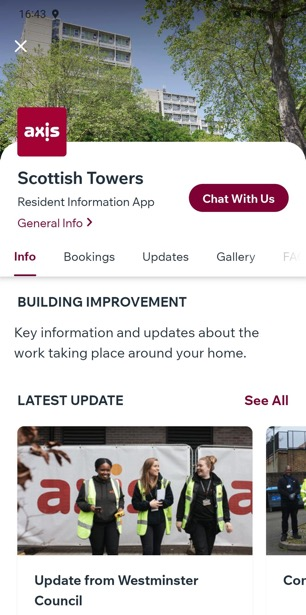 16:43
axis
Scottish Towers
Resident Information App
Chat With Us
General Info
Info Bookings Updates Gallery FA
BUILDING IMPROVEMENT
Key information and updates about the
work taking place around your home.
LATEST UPDATE See All
Update from Westminster
Council
Cor